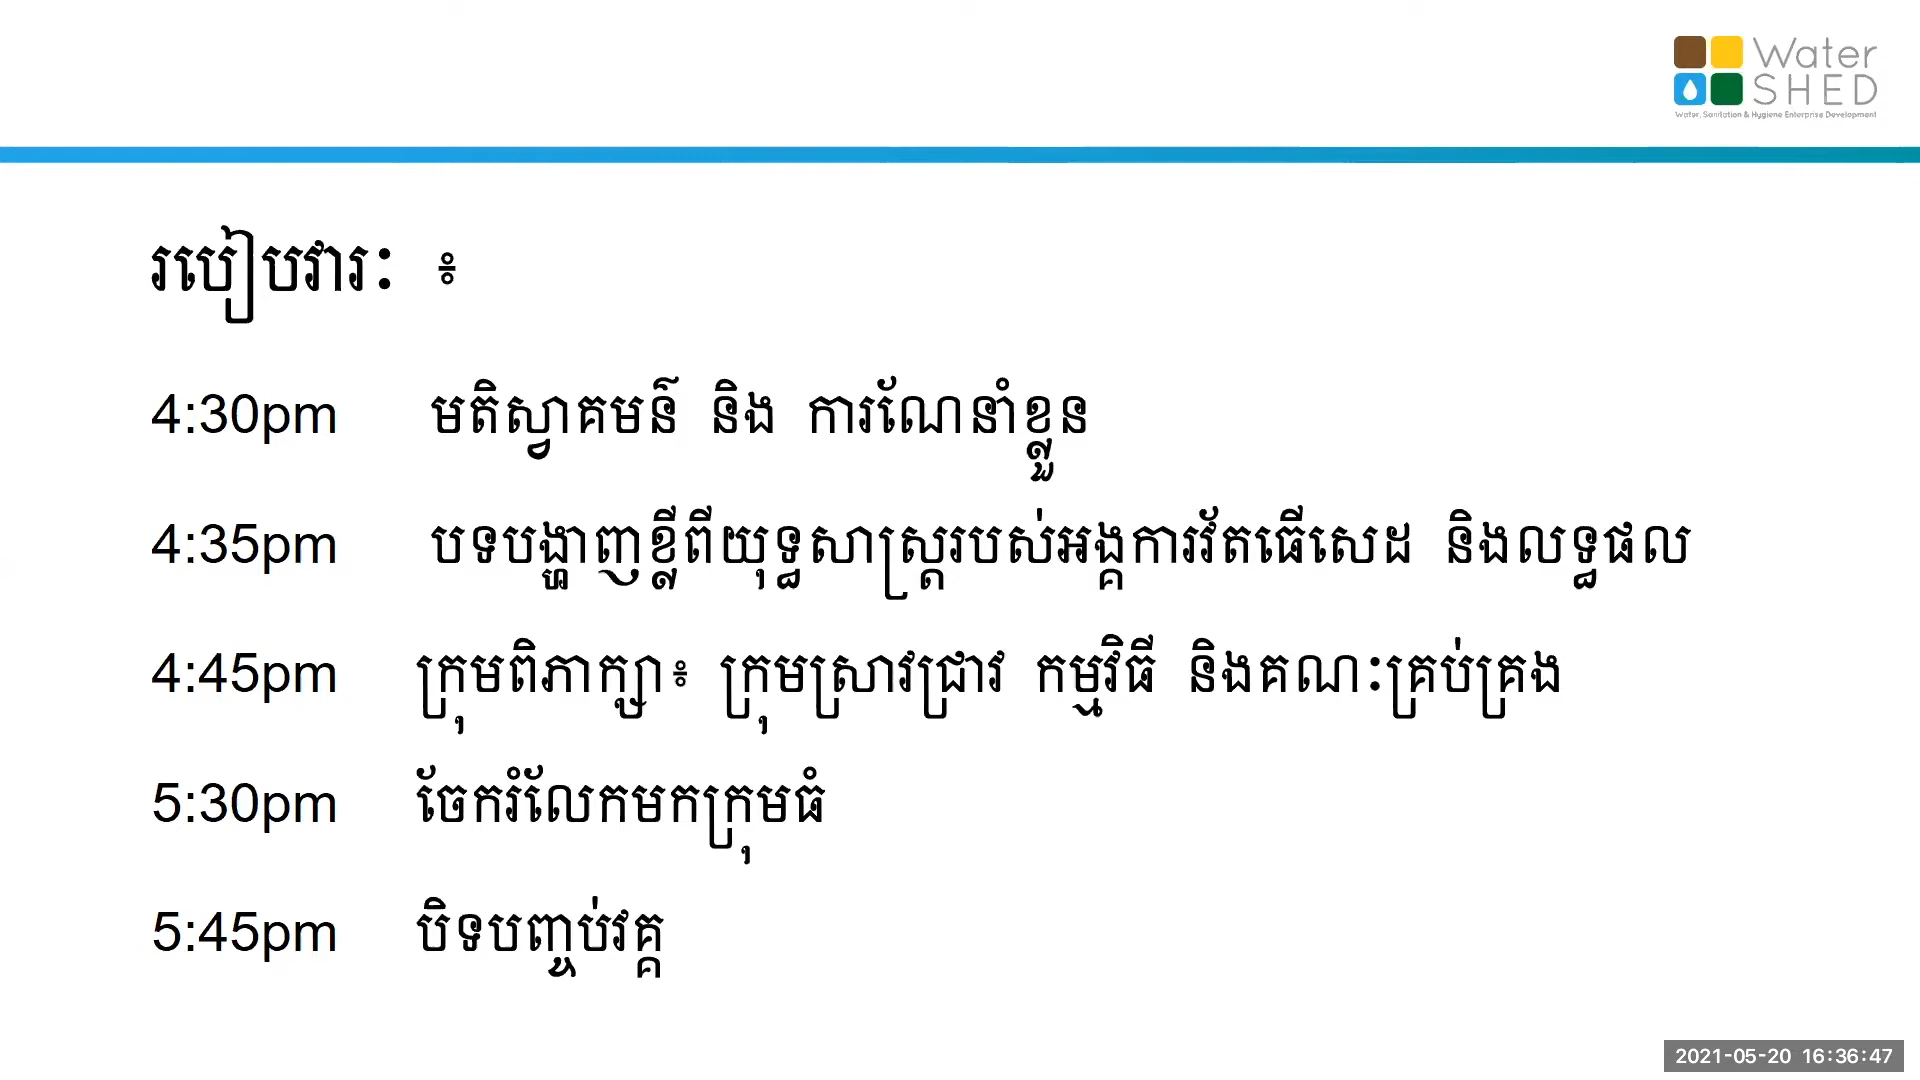 Water
SHED
Water, Sanitation & Hygiene Enterprise Development
របៀបវារៈ ៖
4:30pm មតិស្វាគមន៍ និង ការណែនាំខ្លួន
4:35pm បទបង្ហាញខ្លីពីយុទ្ធសាស្ត្ររបស់អង្គការវ័តធើសេដ និងលទ្ធផល
4:45pm ក្រុមពិភាក្សា៖ ក្រុមស្រាវជ្រាវ កម្មវិធី និងគណៈគ្រប់គ្រង
5:30pm ចែករំលែកមកក្រុមធំ
5:45pm បិទបញ្ចប់វគ្គ
2021-05-20 16:36:47